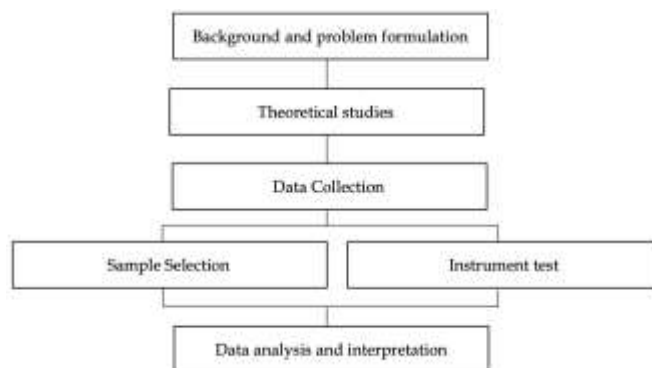 Background and problem formulation
Theoretical studies
Data Collection
Sample Selection
Instrument test
Data analysis and interpretation